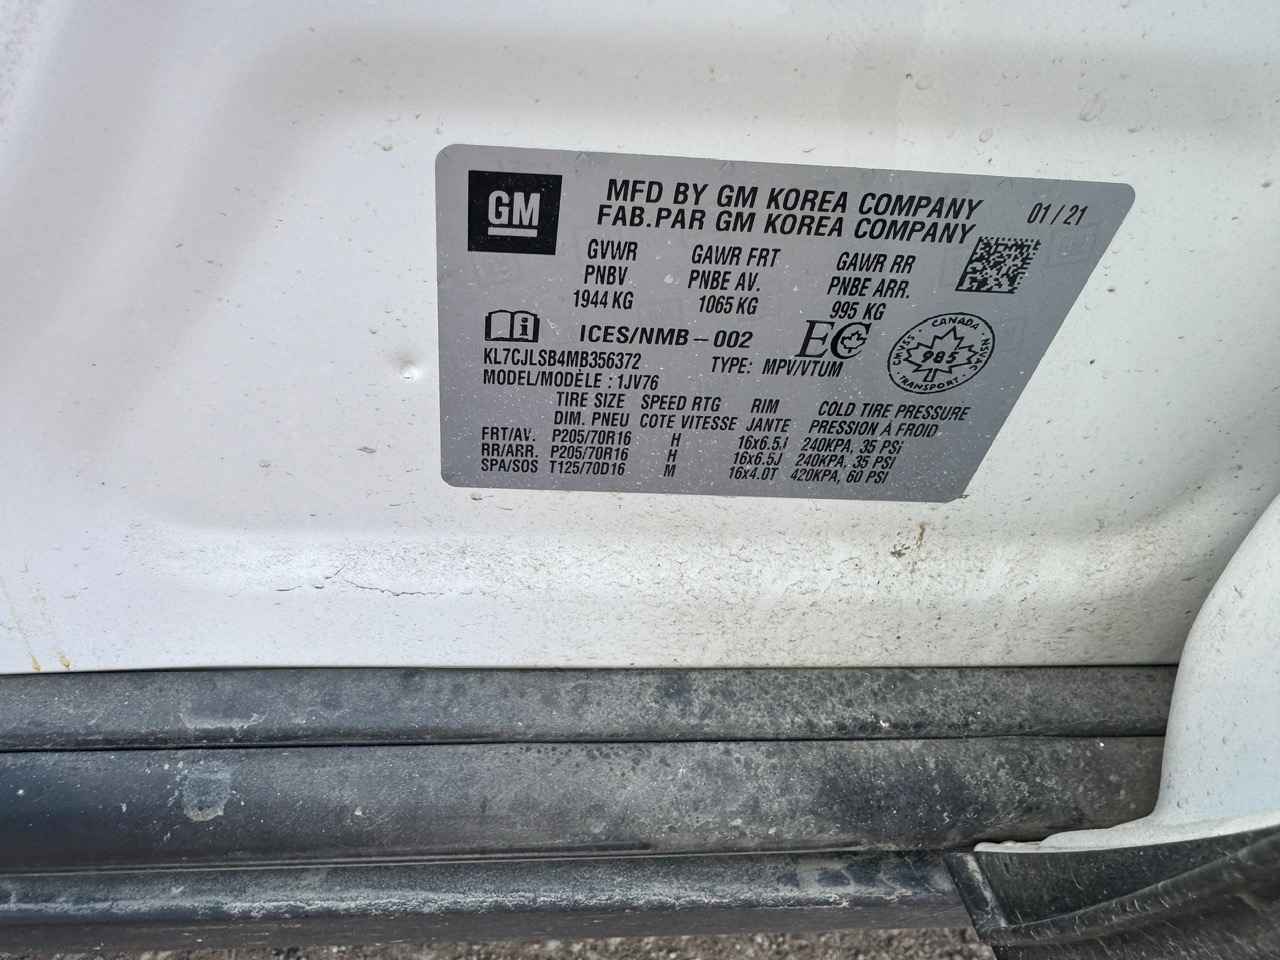 GM
MFD BY GM KOREA COMPANY
FAB.PAR GM KOREA COMPANY
01/21
GVWR GAWR FRT GAWR RR
PNBV PNBE AV. PNBE ARR.
1944 KG 1065 KG 995 KG
ICES/NMB-002 EC
KL7CJLSB4MB356372 TYPE: MPV/VTUM
MODEL/MODÈLE : 1JV76
CANADA
CMVSS 985 NSVAC
TRANSPORT
TIRE SIZE SPEED RTG RIM COLD TIRE PRESSURE
DIM. PNEU COTE VITESSE JANTE PRESSION À FROID
FRT/AV. P205/70R16 H 16x6.5J 240KPA, 35 PSi
RR/ARR. P205/70R16 H 16x6.5J 240KPA, 35 PSI
SPA/SOS T125/70D16 M 16x4.0T 420KPA, 60 PSI